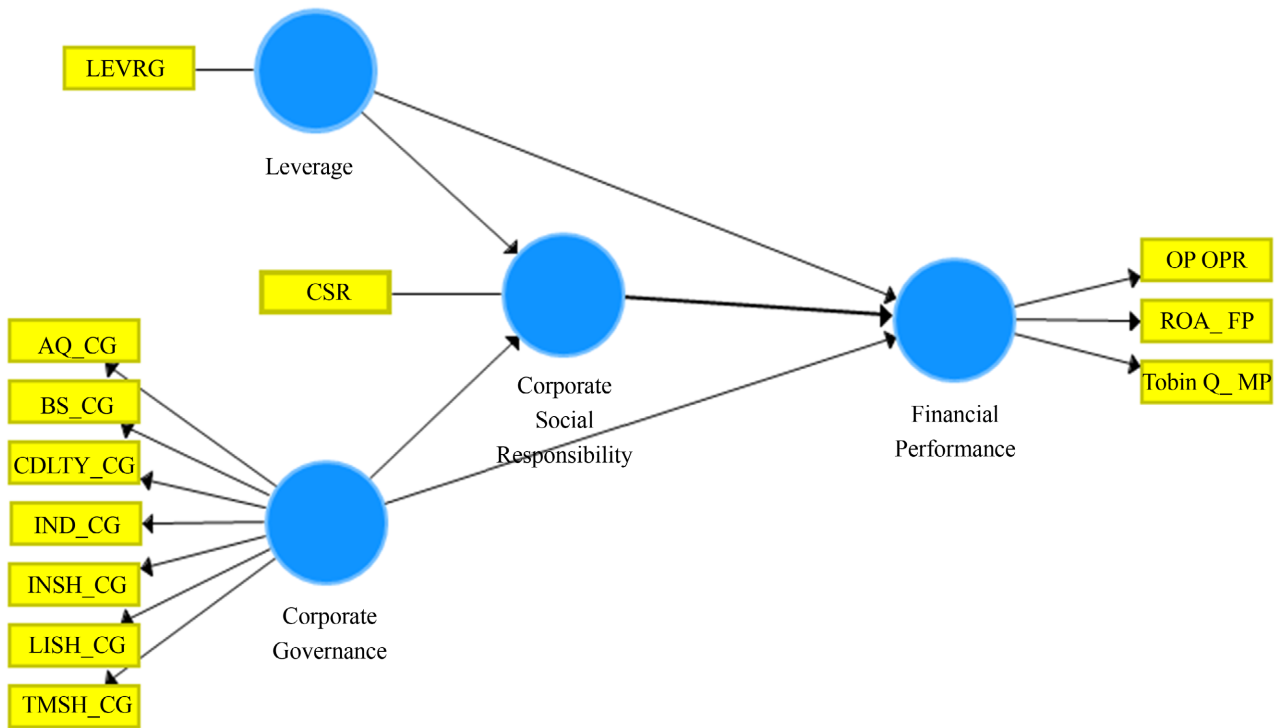 LEVRG
Leverage
CSR
Corporate
Social
Responsibility
AQ_CG
BS_CG
CDLTY_CG
IND_CG
INSH_CG
LISH_CG
TMSH_CG
Corporate
Governance
Financial
Performance
OP OPR
ROA_ FP
Tobin Q_ MP